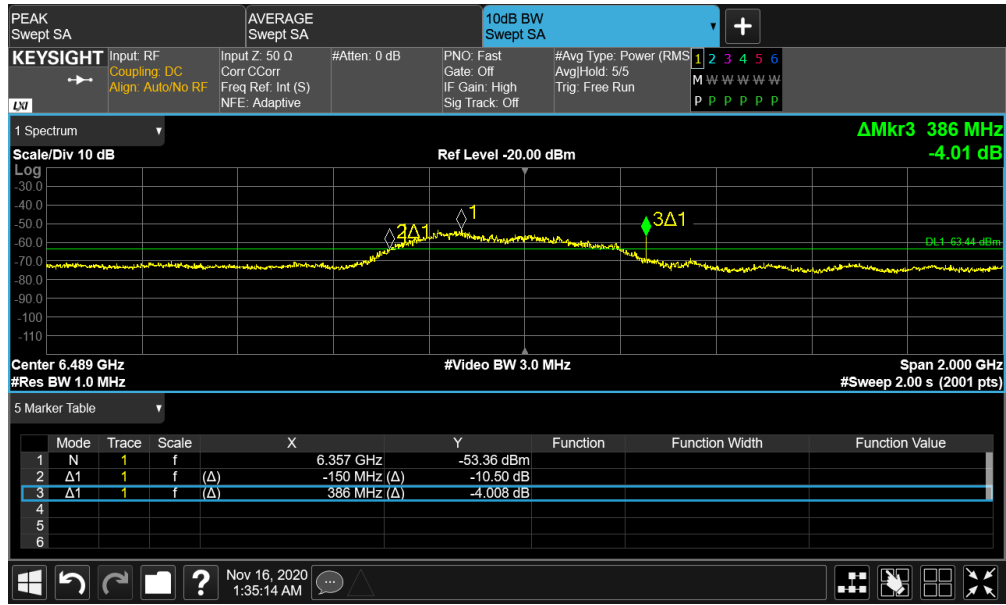 PEAK
Swept SA
AVERAGE
Swept SA
10dB BW
Swept SA
KEYSIGHT
LXI
Input: RF
Coupling: DC
Align: Auto/No RF
Input Z: 50 Ω
Corr CCorr
Freq Ref: Int (S)
NFE: Adaptive
#Atten: 0 dB
PNO: Fast
Gate: Off
IF Gain: High
Sig Track: Off
#Avg Type: Power (RMS
Avg|Hold: 5/5
Trig: Free Run
1 2 3 4 5 6
M W W W W W
P P P P P P
1 Spectrum
ΔMkr3 386 MHz
Scale/Div 10 dB
Ref Level -20.00 dBm
-4.01 dB
Log
-30.0
-40.0
-50.0
-60.0
-70.0
-80.0
-90.0
-100
-110
1
2Δ1
3Δ1
DL1 -63.44 dBm
Center 6.489 GHz
#Video BW 3.0 MHz
Span 2.000 GHz
#Res BW 1.0 MHz
#Sweep 2.00 s (2001 pts)
5 Marker Table
Mode Trace Scale X Y Function Function Width Function Value
1 N 1 f 6.357 GHz -53.36 dBm
2 Δ1 1 f (Δ) -150 MHz (Δ) -10.50 dB
3 Δ1 1 f (Δ) 386 MHz (Δ) -4.008 dB
4
5
6
?
Nov 16, 2020
1:35:14 AM